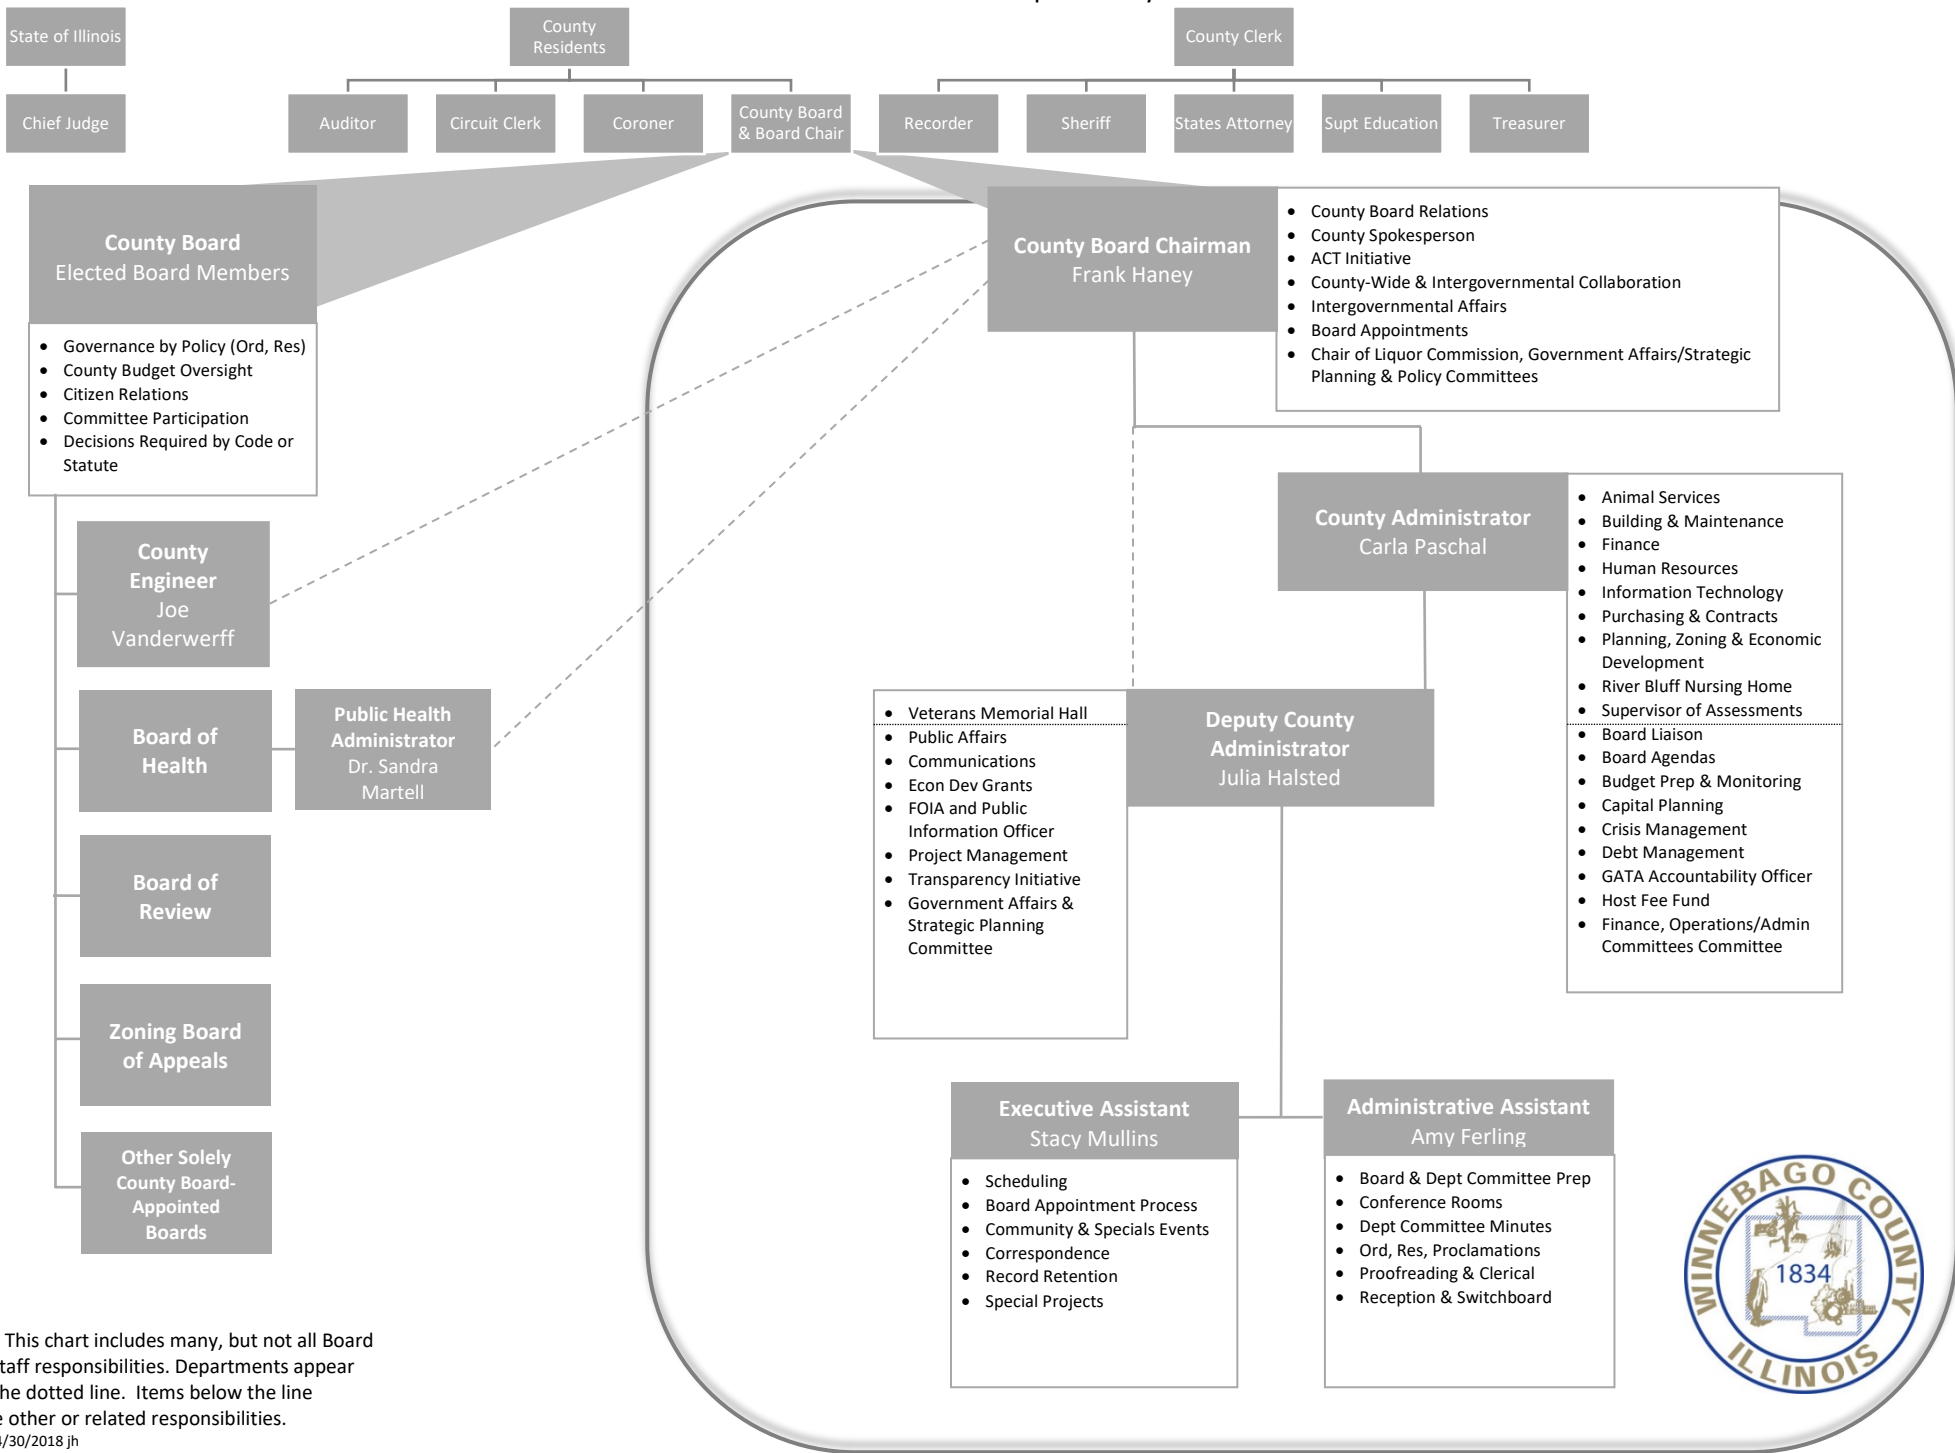 State of Illinois
County
Residents
County Clerk
Chief Judge
Auditor
Circuit Clerk
Coroner
County Board
& Board Chair
Recorder
Sheriff
States Attorney
Supt Education
Treasurer
County Board
Elected Board Members
• Governance by Policy (Ord, Res)
• County Budget Oversight
• Citizen Relations
• Committee Participation
• Decisions Required by Code or
Statute
County Board Chairman
Frank Haney
• County Board Relations
• County Spokesperson
• ACT Initiative
• County-Wide & Intergovernmental Collaboration
• Intergovernmental Affairs
• Board Appointments
• Chair of Liquor Commission, Government Affairs/Strategic
Planning & Policy Committees
County Administrator
Carla Paschal
• Animal Services
• Building & Maintenance
• Finance
• Human Resources
• Information Technology
• Purchasing & Contracts
• Planning, Zoning & Economic
Development
• River Bluff Nursing Home
• Supervisor of Assessments
• Board Liaison
• Board Agendas
• Budget Prep & Monitoring
• Capital Planning
• Crisis Management
• Debt Management
• GATA Accountability Officer
• Host Fee Fund
• Finance, Operations/Admin
Committees Committee
County
Engineer
Joe
Vanderwerff
Board of
Health
Public Health
Administrator
Dr. Sandra
Martell
Board of
Review
Zoning Board
of Appeals
Other Solely
County Board-
Appointed
Boards
• Veterans Memorial Hall
• Public Affairs
• Communications
• Econ Dev Grants
• FOIA and Public
Information Officer
• Project Management
• Transparency Initiative
• Government Affairs &
Strategic Planning
Committee
Deputy County
Administrator
Julia Halsted
Executive Assistant
Stacy Mullins
• Scheduling
• Board Appointment Process
• Community & Specials Events
• Correspondence
• Record Retention
• Special Projects
Administrative Assistant
Amy Ferling
• Board & Dept Committee Prep
• Conference Rooms
• Dept Committee Minutes
• Ord, Res, Proclamations
• Proofreading & Clerical
• Reception & Switchboard
WINNEBAGO COUNTY
1834
ILLINOIS
This chart includes many, but not all Board
taff responsibilities. Departments appear
he dotted line. Items below the line
e other or related responsibilities.
4/30/2018 jh